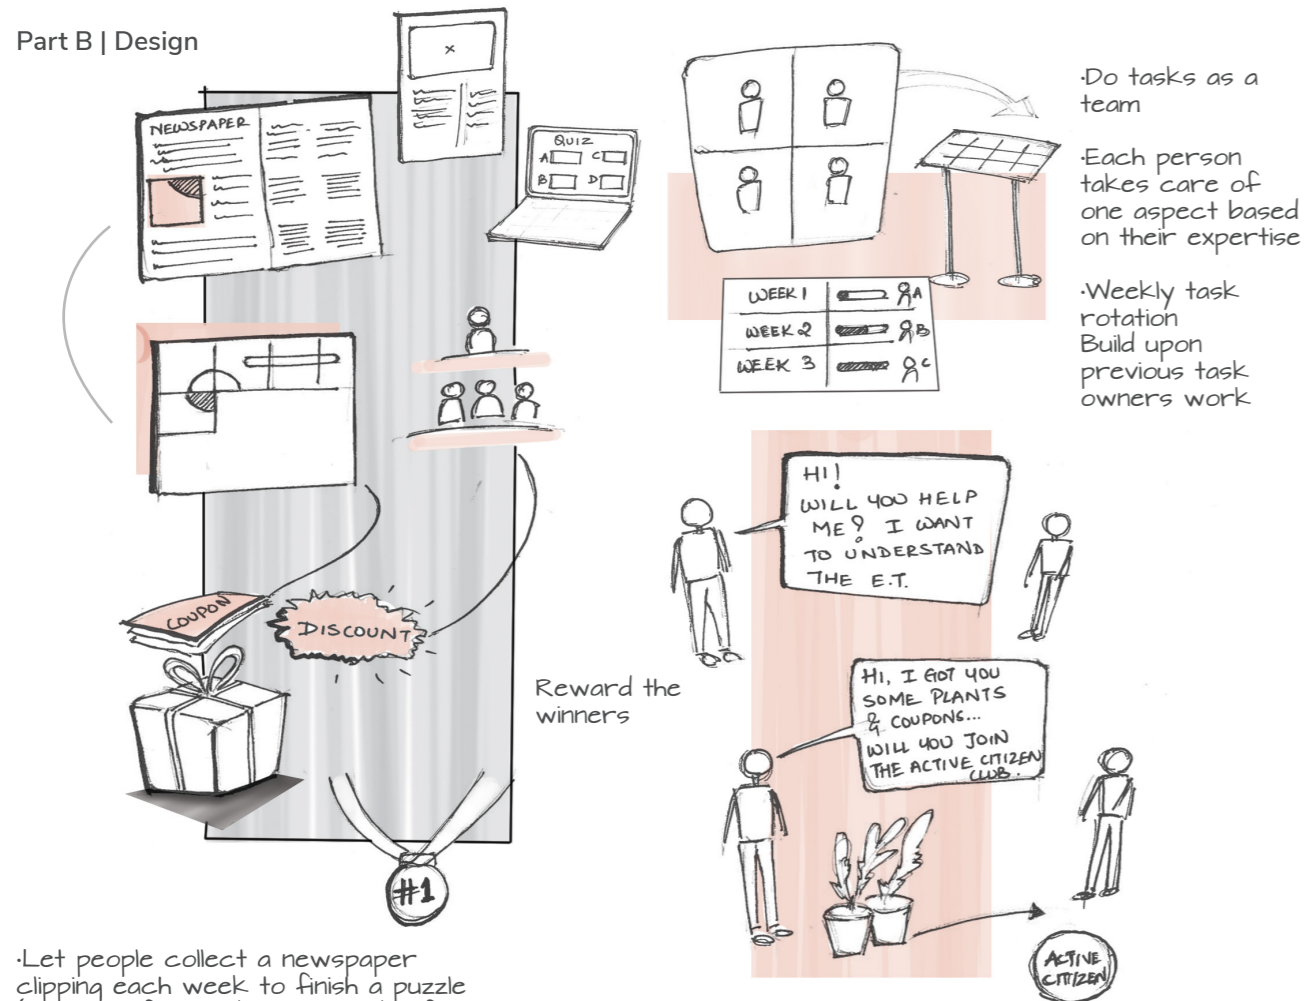 Part B | Design
NEWSPAPER
QUIZ
A C
B D
COUPON
DISCOUNT
Reward the
winners
#1
·Let people collect a newspaper
clipping each week to finish a puzzle
·Do tasks as a
team
·Each person
takes care of
one aspect based
on their expertise
·Weekly task
rotation
Build upon
previous task
owners work
WEEK 1 A
WEEK 2 B
WEEK 3 C
HI!
WILL YOU HELP
ME? I WANT
TO UNDERSTAND
THE E.T.
HI, I GOT YOU
SOME PLANTS
& COUPONS...
WILL YOU JOIN
THE ACTIVE CITIZEN
CLUB.
ACTIVE
CITIZEN